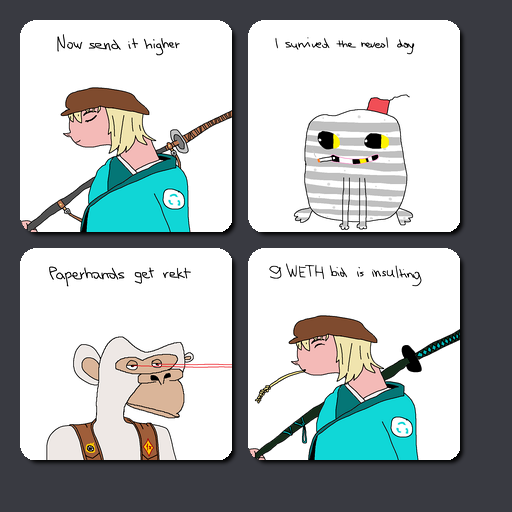 Now send it higher
I survived the reveal day
Paperhands get rekt
9 WETH bid is insulting